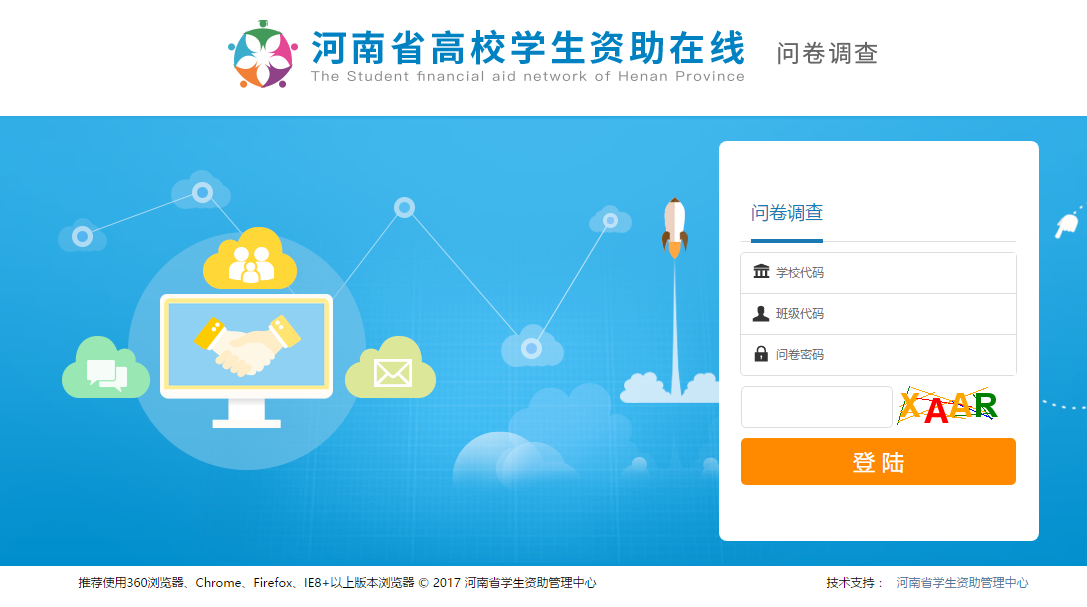 河南省高校学生资助在线 问卷调查
The Student financial aid network of Henan Province
问卷调查
学校代码
班级代码
问卷密码
XAAR
登 陆
推荐使用360浏览器、Chrome、Firefox、IE8+以上版本浏览器 © 2017 河南省学生资助管理中心 技术支持： 河南省学生资助管理中心